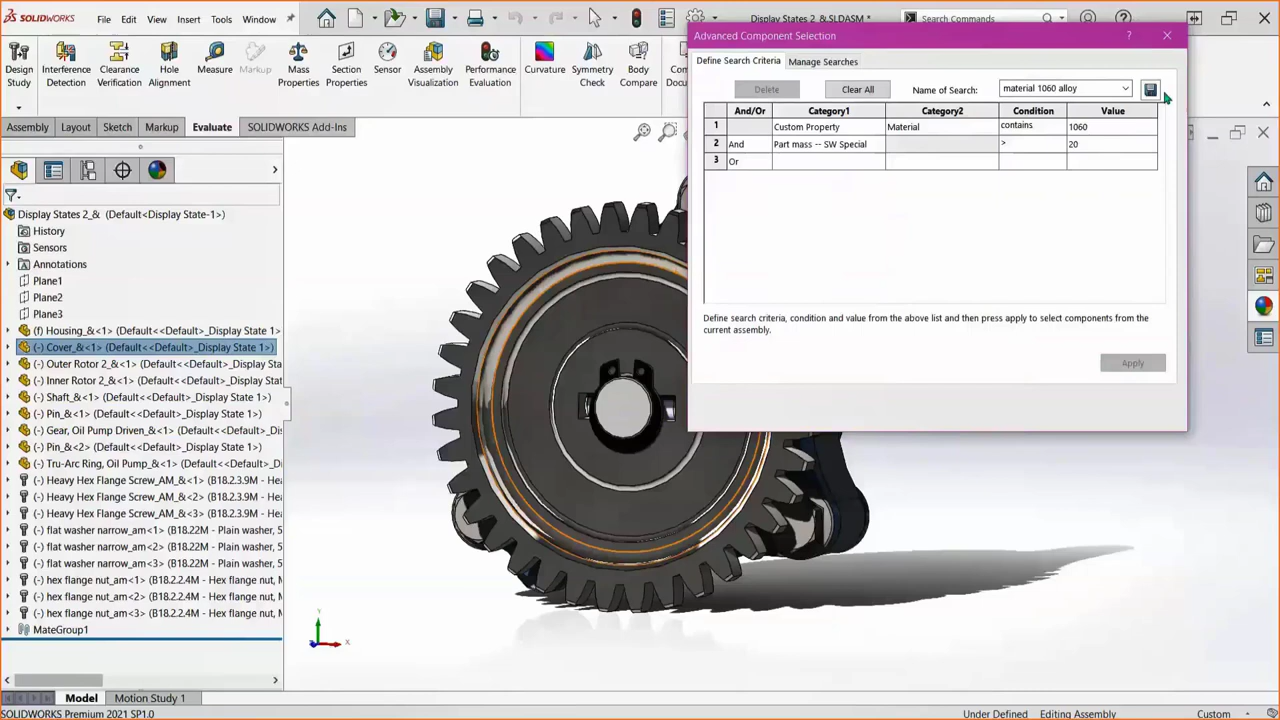 SOLIDWORKS
File
Edit
View
Insert
Tools
Window
Display States 2_&.SLDASM *
Search Commands
Design Study
Interference Detection
Clearance Verification
Hole Alignment
Measure
Markup
Mass Properties
Section Properties
Sensor
Assembly Visualization
Performance Evaluation
Curvature
Symmetry Check
Body Compare
Assembly
Layout
Sketch
Markup
Evaluate
SOLIDWORKS Add-Ins
Advanced Component Selection
?
Define Search Criteria
Manage Searches
Delete
Clear All
Name of Search:
material 1060 alloy
And/Or
Category1
Category2
Condition
Value
1
Custom Property
Material
contains
1060
2
And
Part mass -- SW Special
>
20
3
Or
Define search criteria, condition and value from the above list and then press apply to select components from the
current assembly.
Apply
Display States 2_& (Default<Display State-1>)
History
Sensors
Annotations
Plane1
Plane2
Plane3
(f) Housing_&<1> (Default<<Default>_Display State 1>
(-) Cover_&<1> (Default<<Default>_Display State 1>)
(-) Outer Rotor 2_&<1> (Default<<Default>_Display
(-) Inner Rotor 2_&<1> (Default<<Default>_Display Sta
(-) Shaft_&<1> (Default<<Default>_Display State 1>)
(-) Pin_&<1> (Default<<Default>_Display State 1>)
(-) Gear, Oil Pump Driven_&<1> (Default<<Default>_D
(-) Pin_&<2> (Default<<Default>_Display State 1>)
(-) Tru-Arc Ring, Oil Pump_&<1> (Default<<Default>_
(-) Heavy Hex Flange Screw_AM_&<1> (B18.2.3.9M - Hea
(-) Heavy Hex Flange Screw_AM_&<2> (B18.2.3.9M - Hea
(-) Heavy Hex Flange Screw_AM_&<3> (B18.2.3.9M - Hea
(-) flat washer narrow_am<1> (B18.22M - Plain washer, 5
(-) flat washer narrow_am<2> (B18.22M - Plain washer, 5
(-) flat washer narrow_am<3> (B18.22M - Plain washer, 5
(-) hex flange nut_am<1> (B18.2.2.4M - Hex flange nut, M
(-) hex flange nut_am<2> (B18.2.2.4M - Hex flange nut, M
(-) hex flange nut_am<3> (B18.2.2.4M - Hex flange nut, M
MateGroup1
Y
X
Model
Motion Study 1
SOLIDWORKS Premium 2021 SP1.0
Under Defined
Editing Assembly
Custom